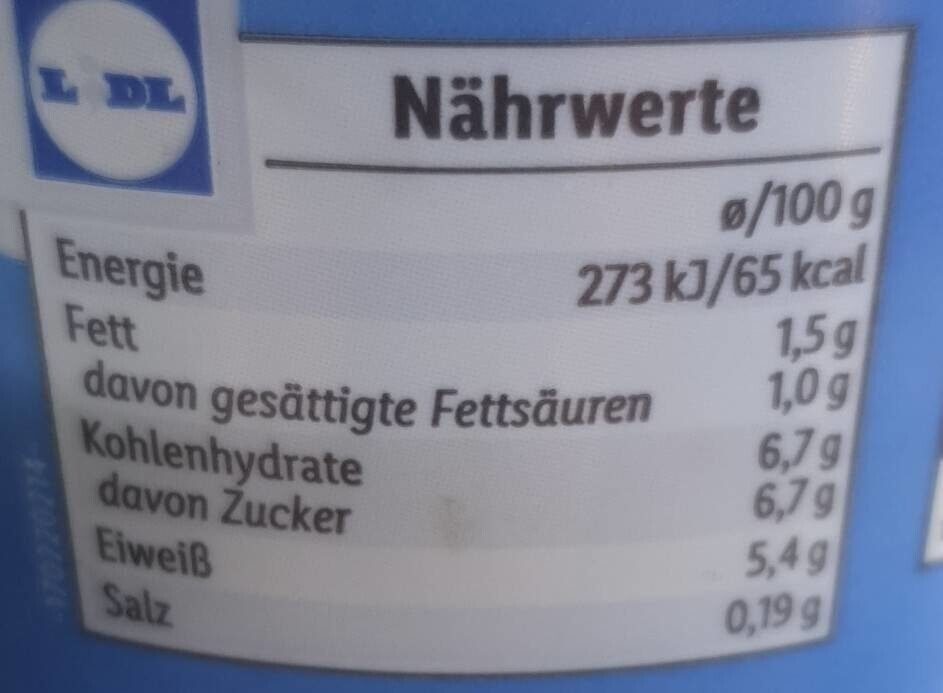 LIDL
Nährwerte
ø/100 g
Energie 273 kJ/65 kcal
Fett 1,5 g
davon gesättigte Fettsäuren 1,0 g
Kohlenhydrate 6,7 g
davon Zucker 6,7 g
Eiweiß 5,4 g
Salz 0,19 g